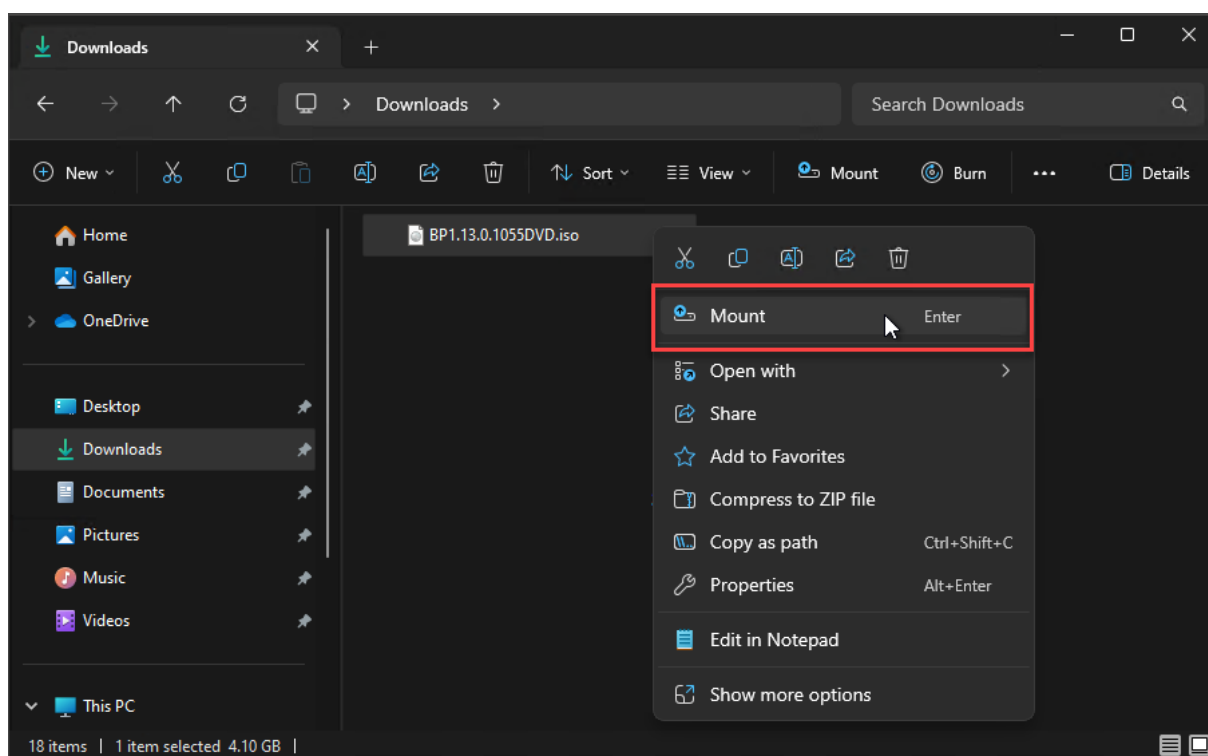 Downloads
Downloads
Search Downloads
New
Sort
View
Mount
Burn
Details
Home
Gallery
OneDrive
Desktop
Downloads
Documents
Pictures
Music
Videos
This PC
BP1.13.0.1055DVD.iso
Mount Enter
Open with
Share
Add to Favorites
Compress to ZIP file
Copy as path Ctrl+Shift+C
Properties Alt+Enter
Edit in Notepad
Show more options
18 items | 1 item selected 4.10 GB |